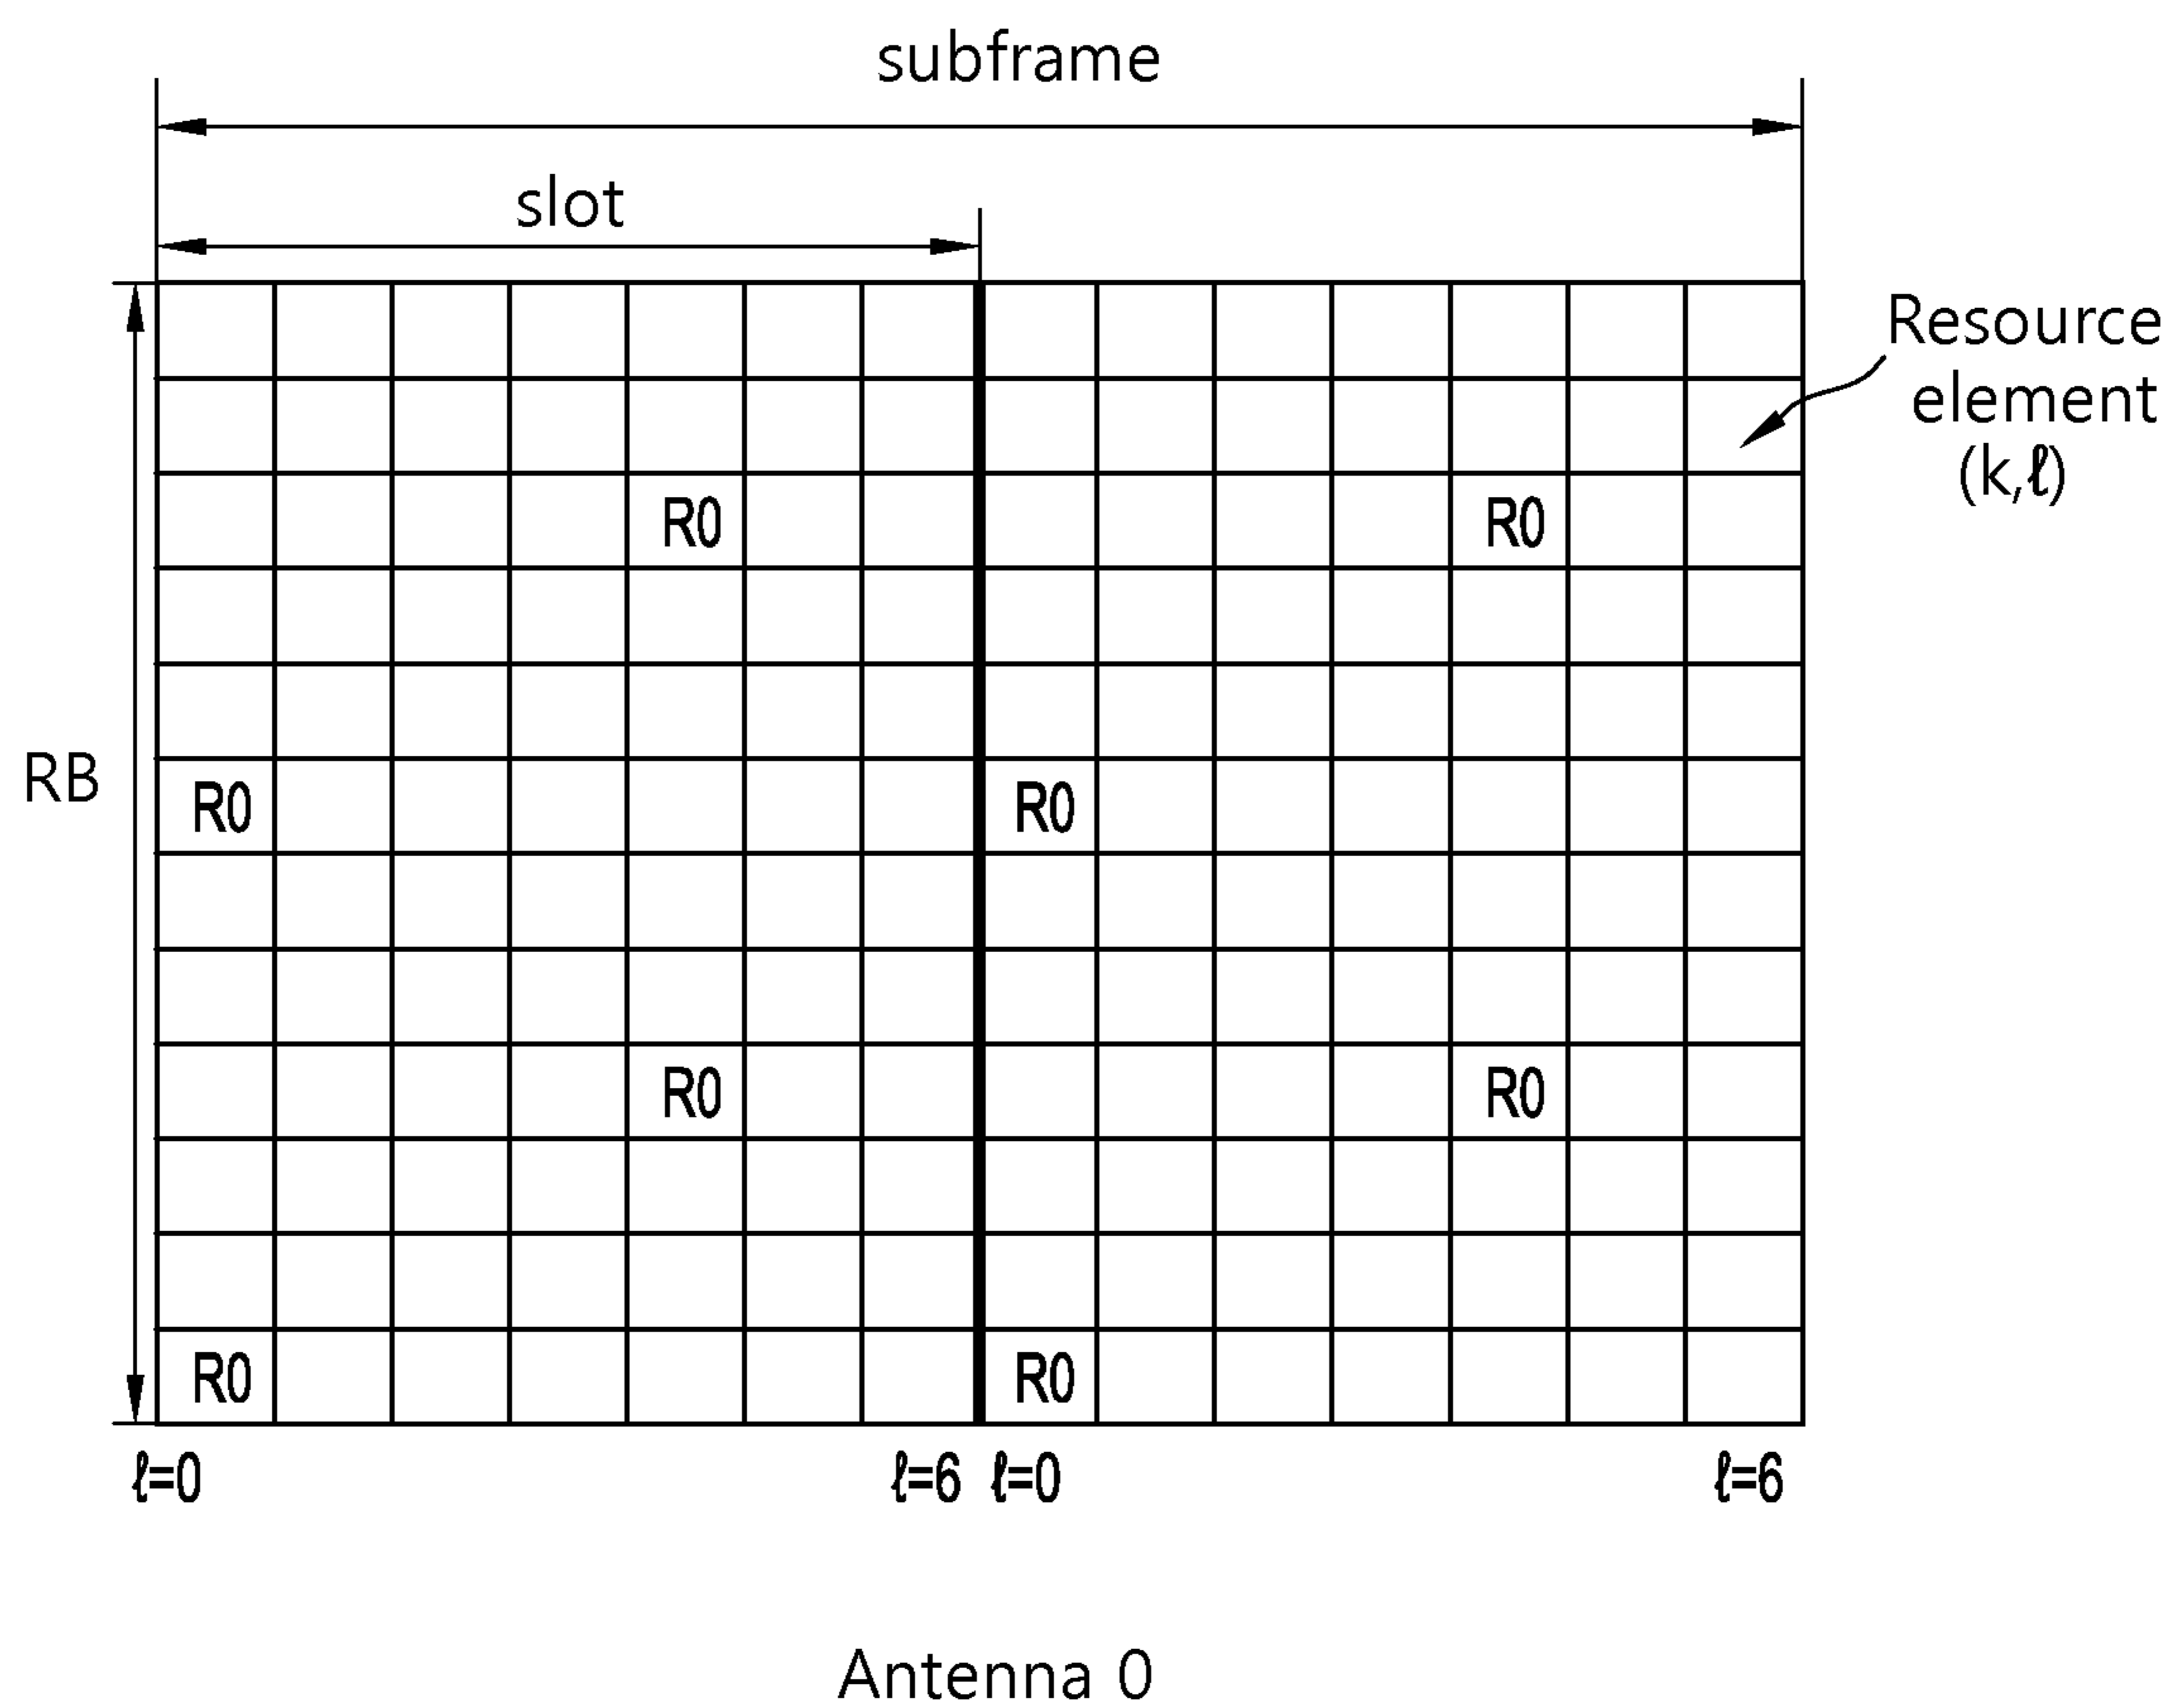 subframe
slot
Resource
element
(k,ℓ)
R0 R0
RB
R0 R0
R0 R0
R0 R0
ℓ=0 ℓ=6 ℓ=0 ℓ=6
Antenna 0